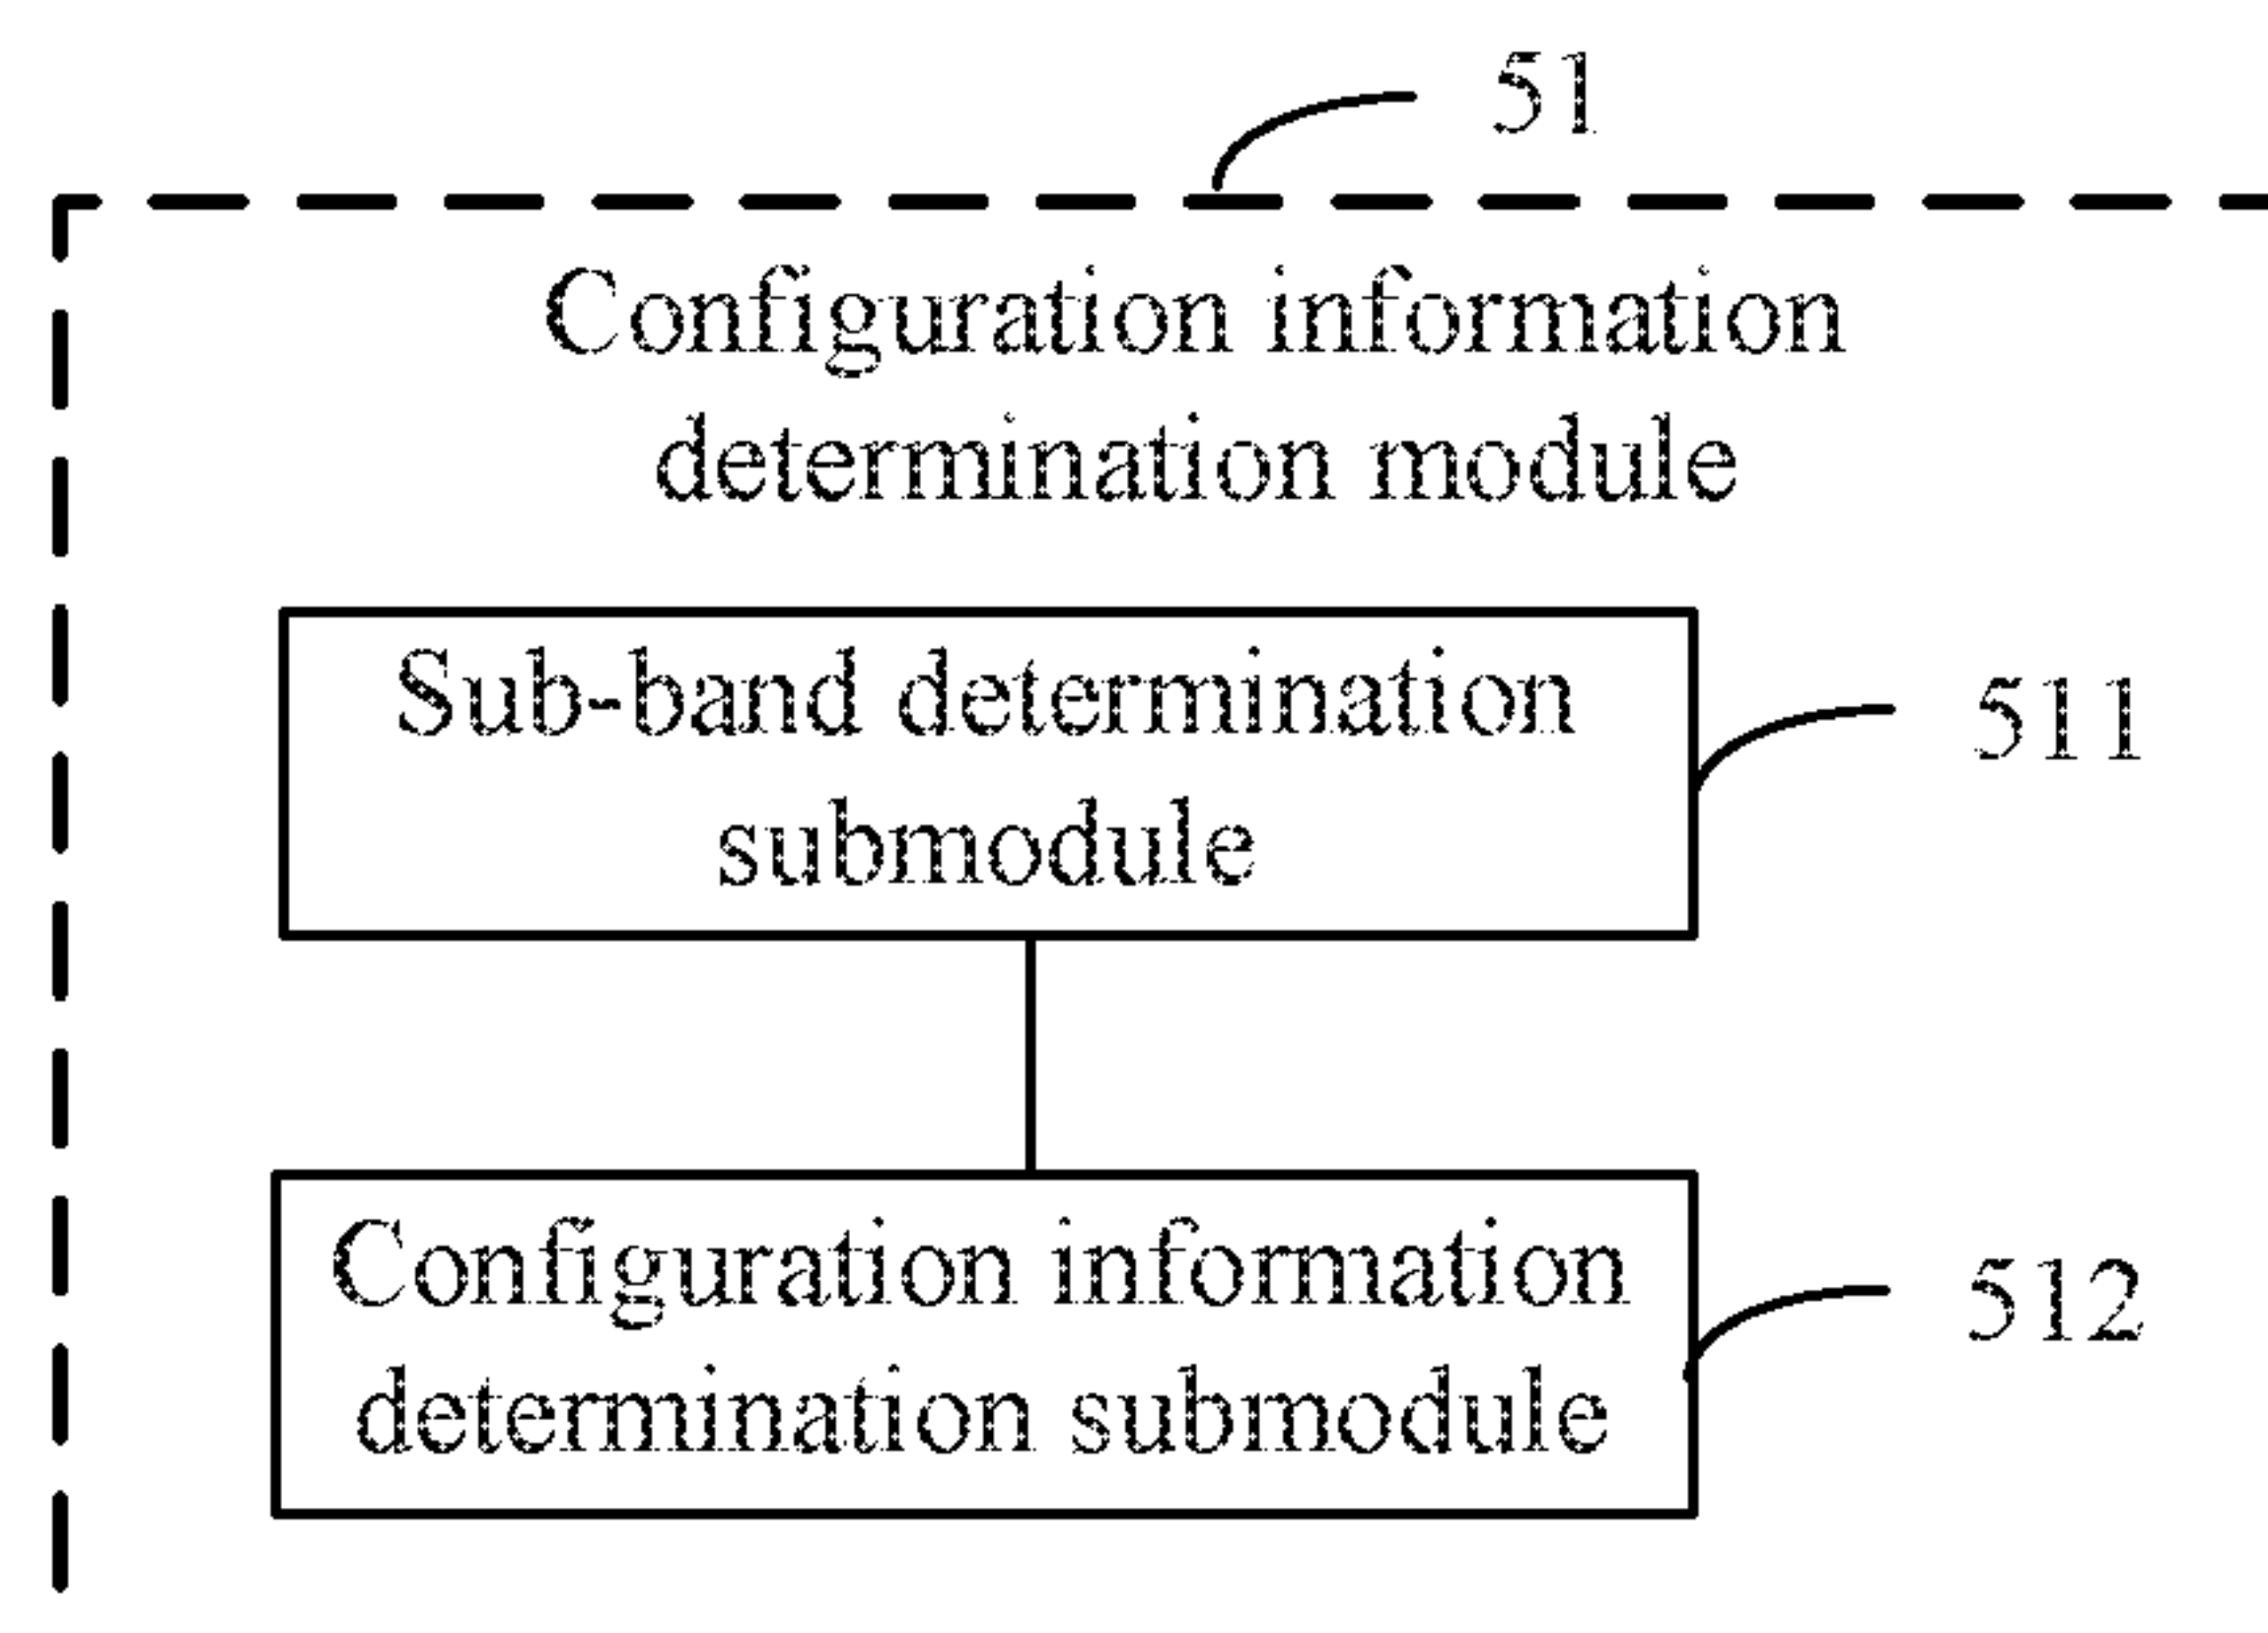 51
Configuration information
determination module
Sub-band determination
submodule
511
Configuration information
determination submodule
512